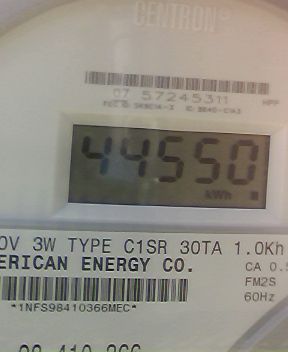 CENTRON®
07 57245311
HPP
44550
kWh
0V 3W TYPE C1SR 30TA 1.0Kh
ERICAN ENERGY CO.
CA 0.5
FM2S
60Hz
*1NFS98410366MEC*